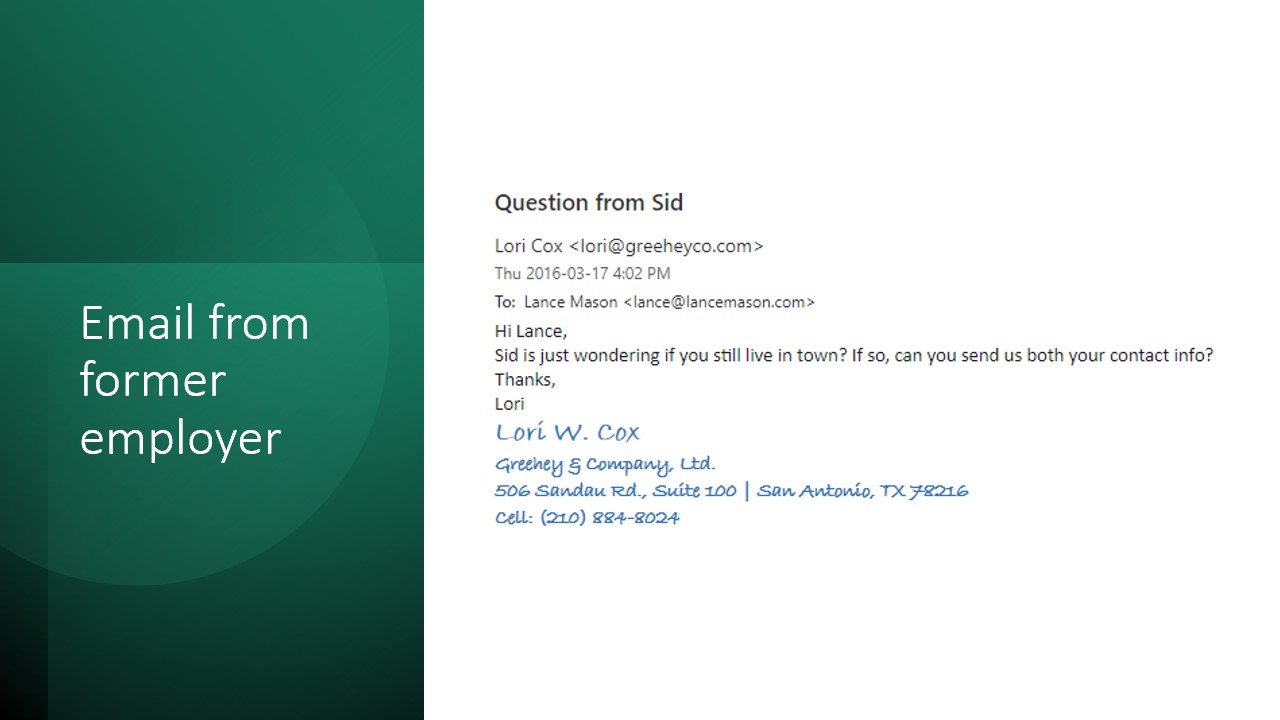 Email from
former
employer
Question from Sid
Lori Cox <lori@greeheyco.com>
Thu 2016-03-17 4:02 PM
To: Lance Mason <lance@lancemason.com>
Hi Lance,
Sid is just wondering if you still live in town? If so, can you send us both your contact info?
Thanks,
Lori
Lori W. Cox
Greehey & Company, Ltd.
506 Sandau Rd., Suite 100 | San Antonio, TX 78216
Cell: (210) 884-8024